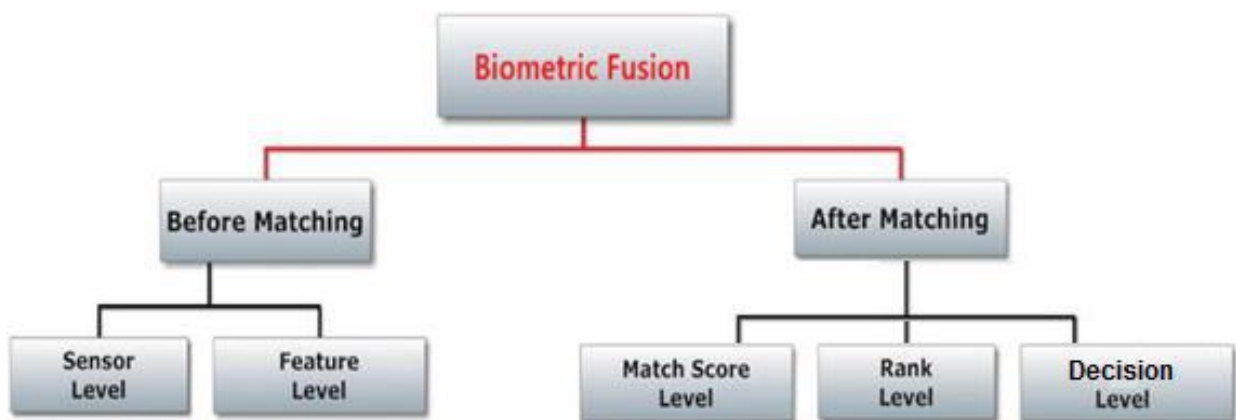 Biometric Fusion
Before Matching
After Matching
Sensor
Level
Feature
Level
Match Score
Level
Rank
Level
Decision
Level